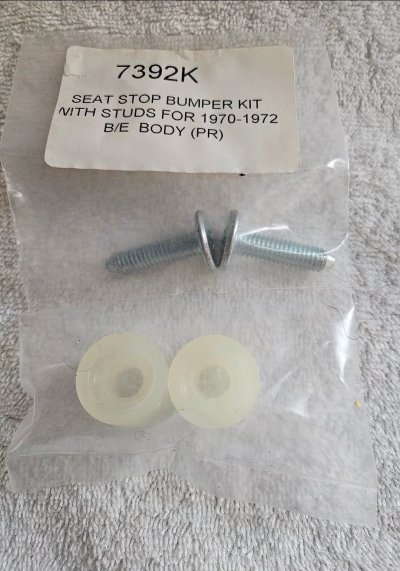 7392K
SEAT STOP BUMPER KIT
WITH STUDS FOR 1970-1972
B/E BODY (PR)